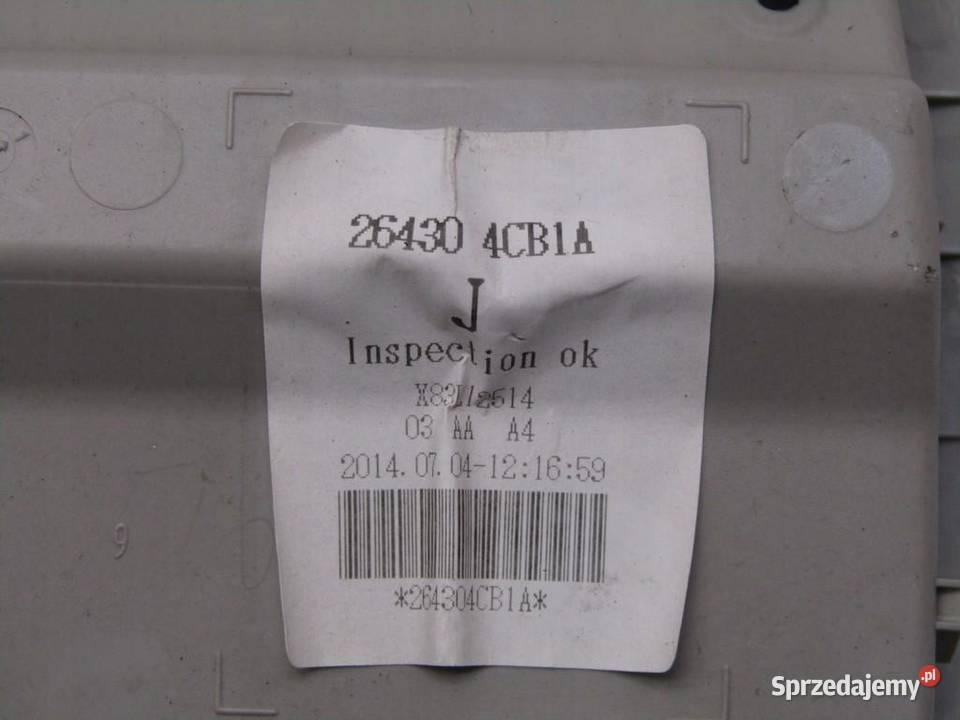 26430 4CB1A
J
Inspection ok
03 AA A4
2014.07.04-12:16:59
*264304CB1A*
9
Sprzedajemy.pl